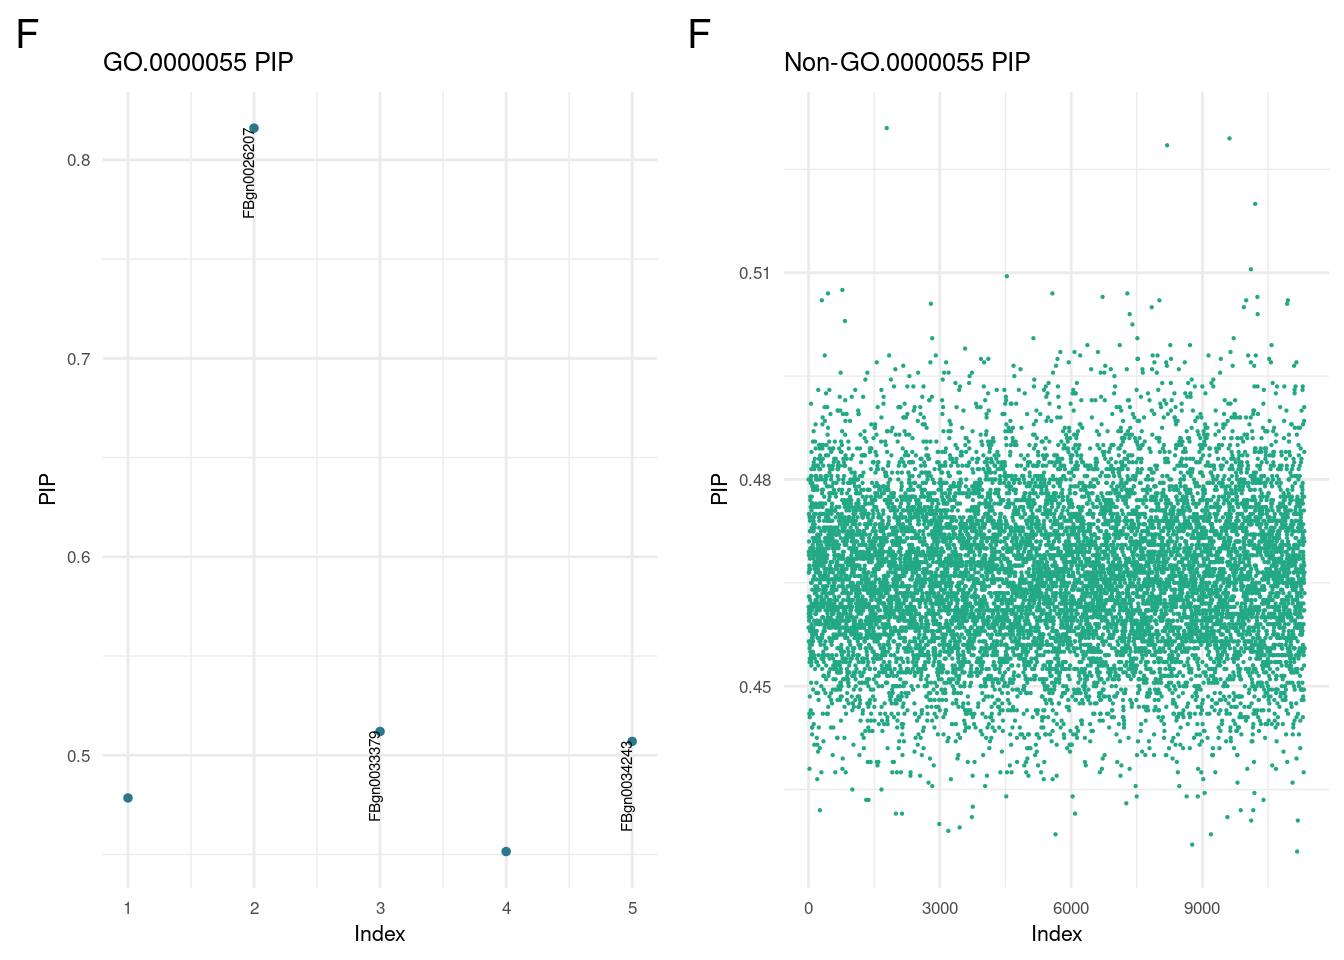 F
GO.0000055 PIP
PIP
0.8
0.7
0.6
0.5
FBgn0026207
FBgn0033379
FBgn0034243
1 2 3 4 5
Index
F
Non-GO.0000055 PIP
PIP
0.51
0.48
0.45
0 3000 6000 9000
Index